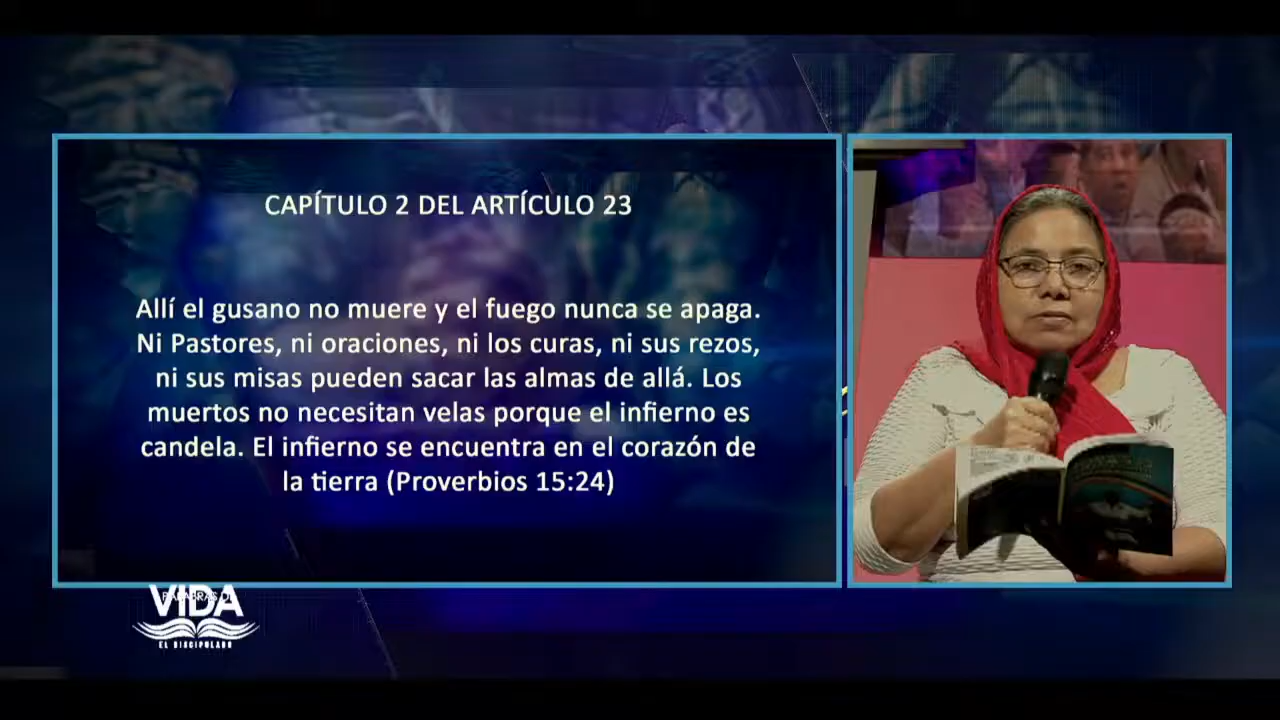 CAPÍTULO 2 DEL ARTÍCULO 23
Allí el gusano no muere y el fuego nunca se apaga.
Ni Pastores, ni oraciones, ni los curas, ni sus rezos,
ni sus misas pueden sacar las almas de allá. Los
muertos no necesitan velas porque el infierno es
candela. El infierno se encuentra en el corazón de
la tierra (Proverbios 15:24)
PALABRAS DE
VIDA
EL DISCIPULADO